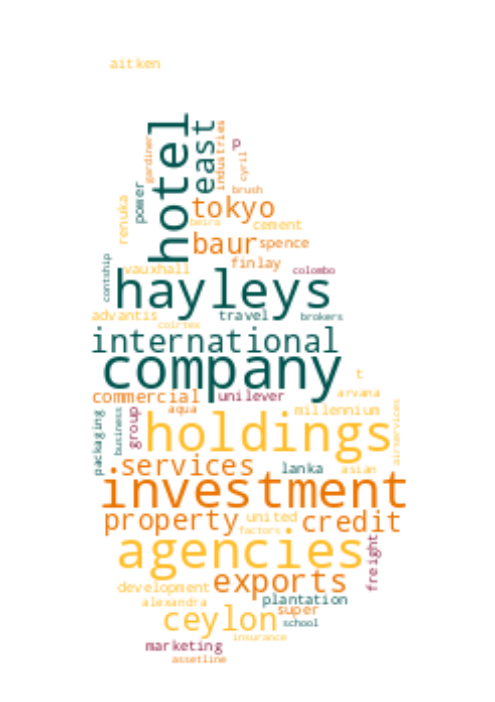 aitken
hotel
east
industries
gardiner
p
cyril
brush
power
renuka
tokyo
beira
cement
baur
spence
finlay
colombo
contship
vauxhall
hayleys
advantis
travel
brokers
coirtex
international
company
t
commercial
unilever
arvana
aqua
millennium
group
business
packaging
airservices
holdings
services
lanka
asian
investment
property
united
credit
factors
agencies
freight
development
exports
alexandra
plantation
super
ceylon
school
insurance
marketing
assetline